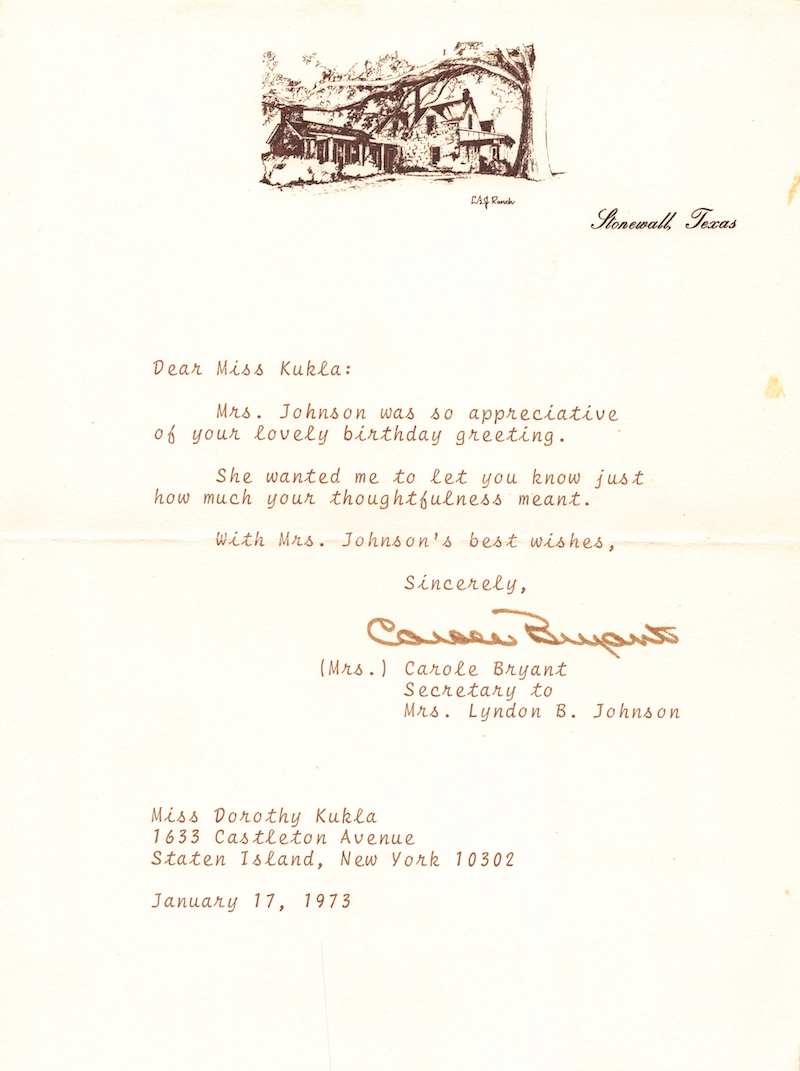 LBJ Ranch
Stonewall, Texas
Dear Miss Kukla:
Mrs. Johnson was so appreciative
of your lovely birthday greeting.
She wanted me to let you know just
how much your thoughtfulness meant.
With Mrs. Johnson's best wishes,
Sincerely,
Carole Bryant
(Mrs.) Carole Bryant
Secretary to
Mrs. Lyndon B. Johnson
Miss Dorothy Kukla
1633 Castleton Avenue
Staten Island, New York 10302
January 17, 1973